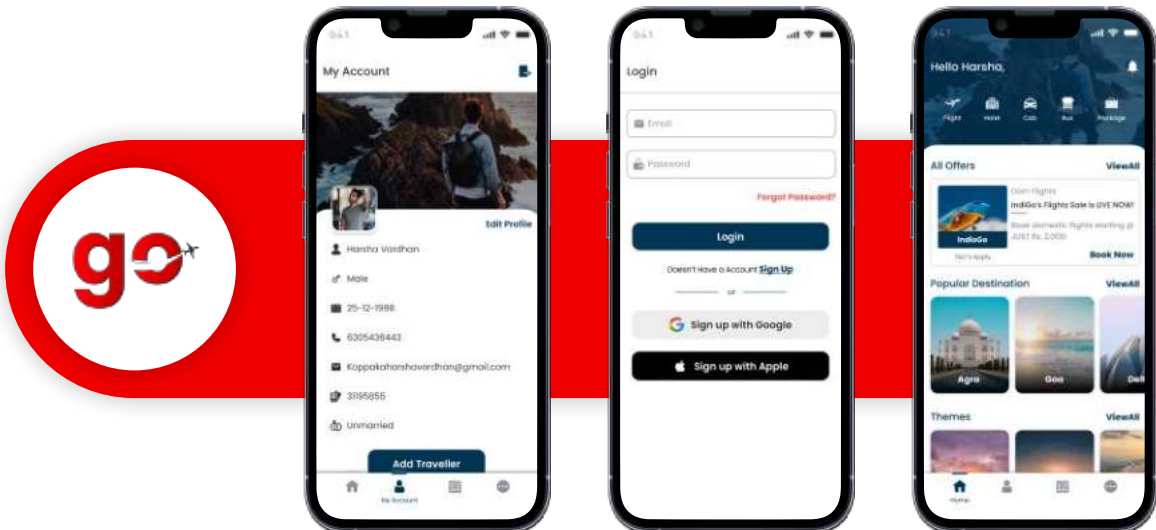 go
9:41
My Account
Edit Profile
Harsha Vardhan
Male
25-12-1998
6305436443
Koppakaharshavardhan@gmail.com
31195855
Unmarried
Add Traveller
My Account
9:41
Login
Email
Password
Forgot Password?
Login
Doesn't Have a Account Sign Up
or
Sign up with Google
Sign up with Apple
9:41
Hello Harsha,
Flight Hotel Cab Bus Package
All Offers ViewAll
Dom Flights
IndiGo's Flights Sale is LIVE NOW!
Book domestic flights starting @
JUST Rs. 2,000
IndiaGo
T&C's Apply
Book Now
Popular Destination ViewAll
Agra Goa Del
Themes ViewAll
Home